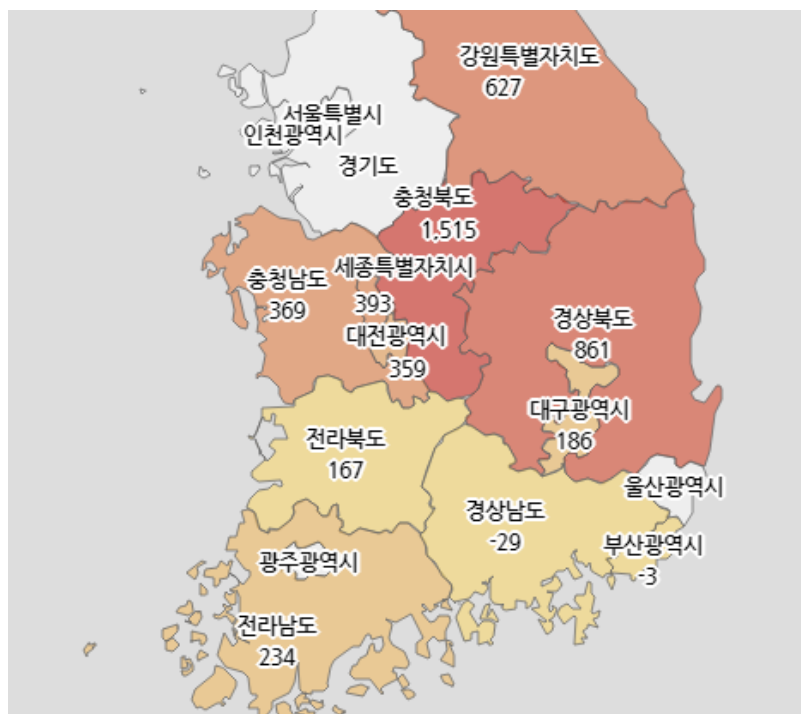 강원특별자치도
627
서울특별시
인천광역시
경기도
충청북도
1,515
세종특별자치시
393
충청남도
369
대전광역시
359
경상북도
861
대구광역시
186
전라북도
167
울산광역시
경상남도
-29
부산광역시
-3
광주광역시
전라남도
234